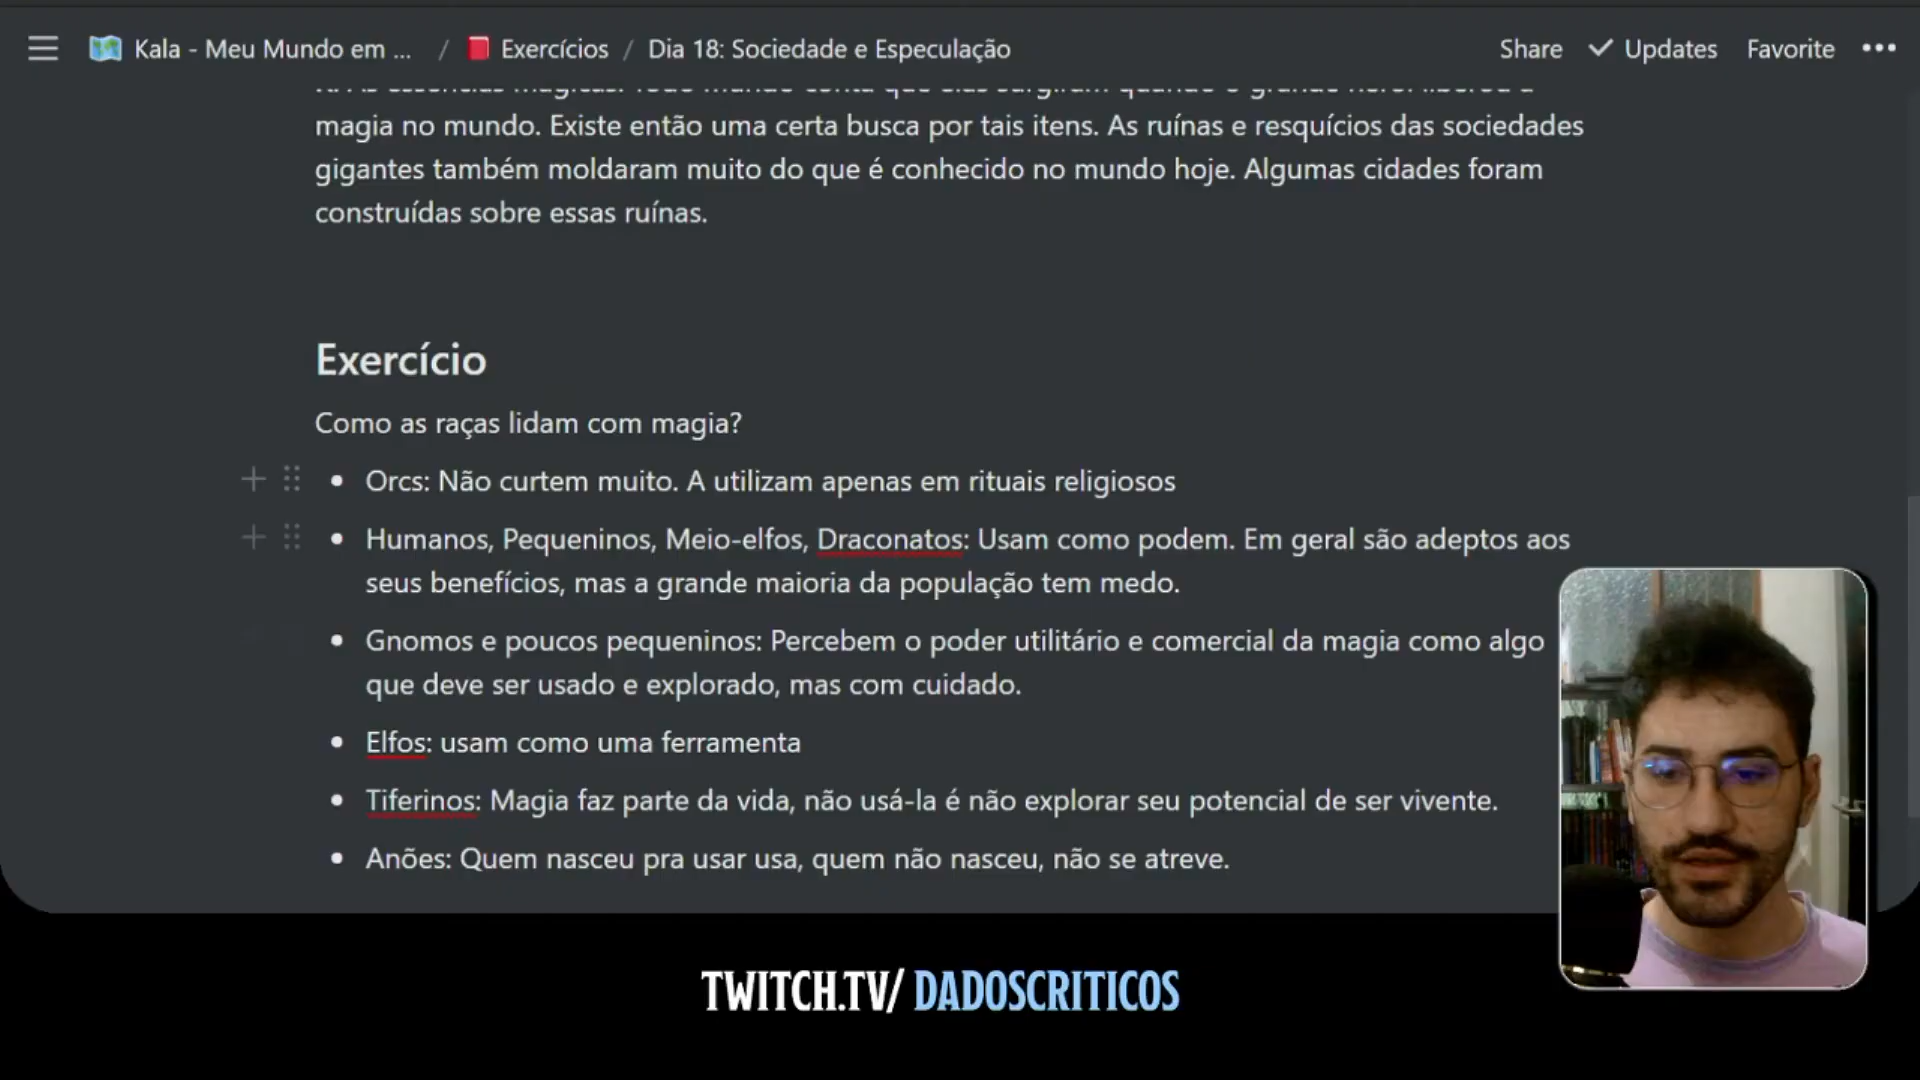 Kala - Meu Mundo em ... / Exercícios / Dia 18: Sociedade e Especulação Share Updates Favorite
magia no mundo. Existe então uma certa busca por tais itens. As ruínas e resquícios das sociedades
gigantes também moldaram muito do que é conhecido no mundo hoje. Algumas cidades foram
construídas sobre essas ruínas.
Exercício
Como as raças lidam com magia?
• Orcs: Não curtem muito. A utilizam apenas em rituais religiosos
• Humanos, Pequeninos, Meio-elfos, Draconatos: Usam como podem. Em geral são adeptos aos
seus benefícios, mas a grande maioria da população tem medo.
• Gnomos e poucos pequeninos: Percebem o poder utilitário e comercial da magia como algo
que deve ser usado e explorado, mas com cuidado.
• Elfos: usam como uma ferramenta
• Tiferinos: Magia faz parte da vida, não usá-la é não explorar seu potencial de ser vivente.
• Anões: Quem nasceu pra usar usa, quem não nasceu, não se atreve.
TWITCH.TV/ DADOSCRITICOS